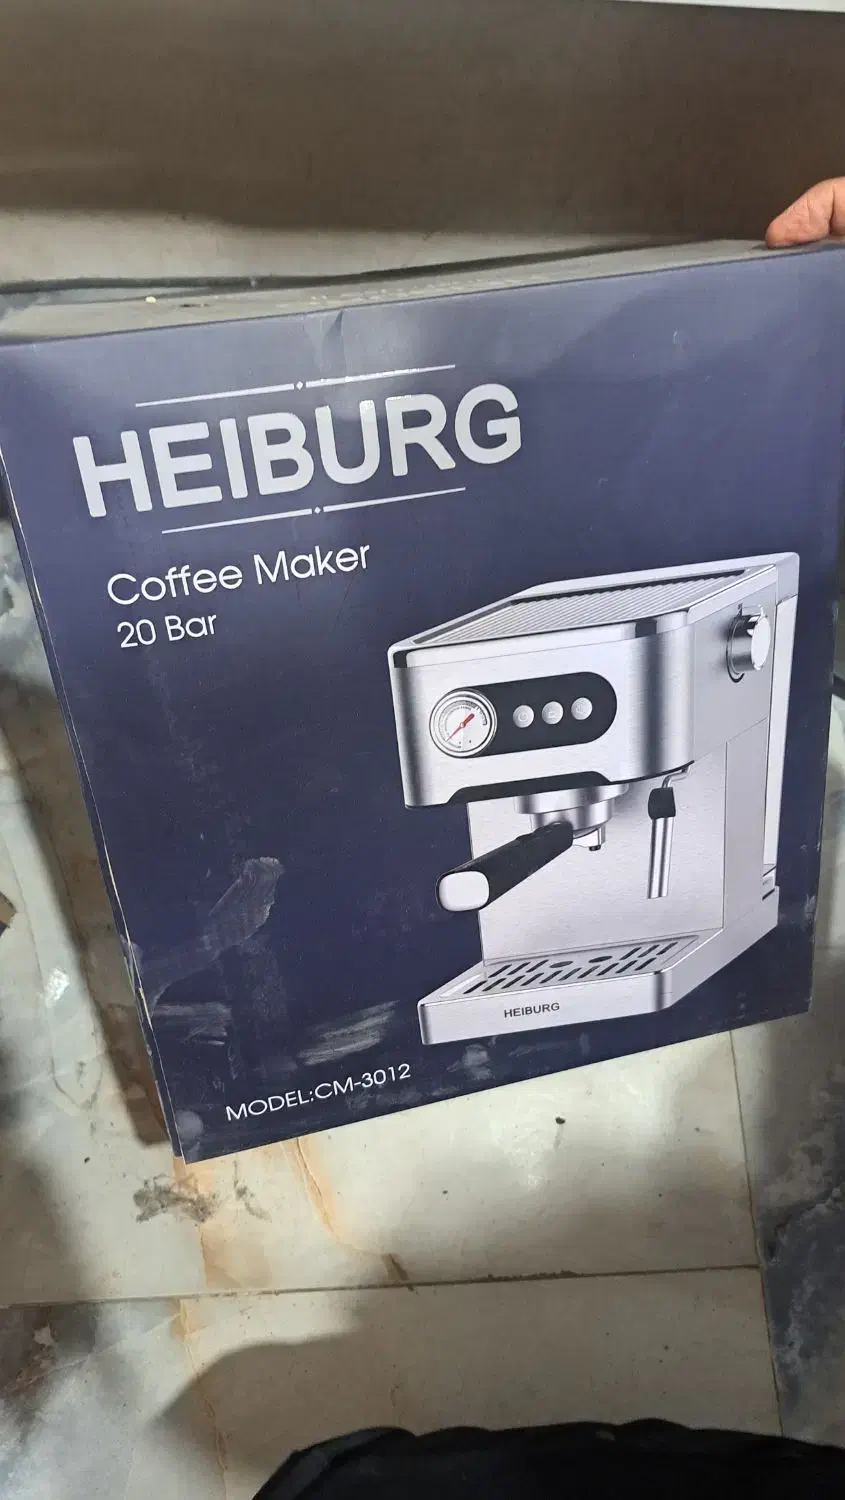 HEIBURG
Coffee Maker
20 Bar
HEIBURG
MODEL:CM-3012